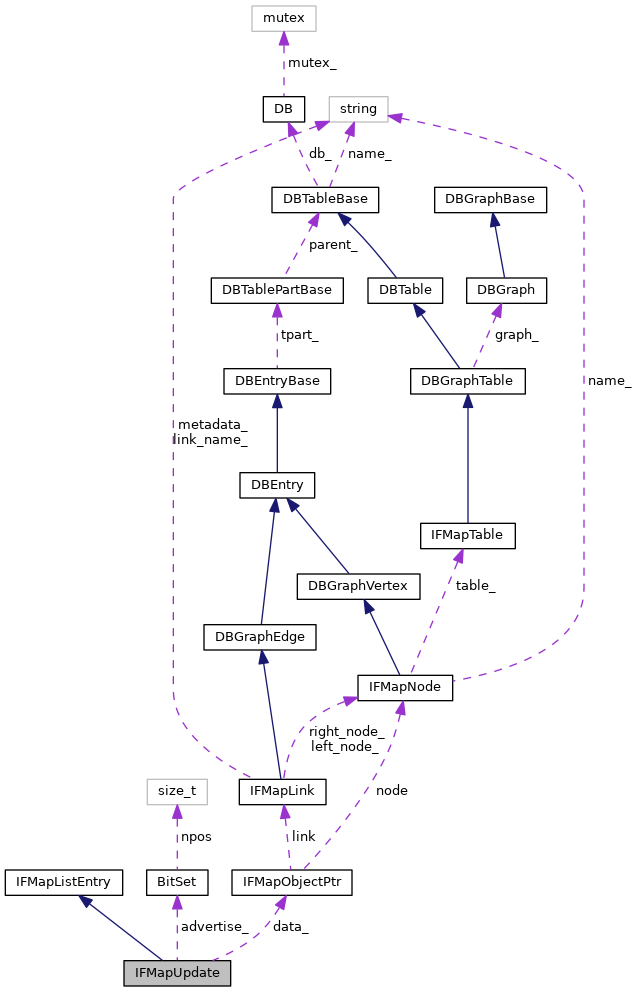 mutex
mutex_
DB
string
db_
name_
DBTableBase
DBGraphBase
parent_
DBTablePartBase
DBTable
DBGraph
tpart_
graph_
DBEntryBase
DBGraphTable
name_
metadata_
link_name_
DBEntry
IFMapTable
DBGraphVertex
table_
DBGraphEdge
IFMapNode
right_node_
left_node_
size_t
IFMapLink
node
npos
link
IFMapListEntry
BitSet
IFMapObjectPtr
advertise_
data_
IFMapUpdate